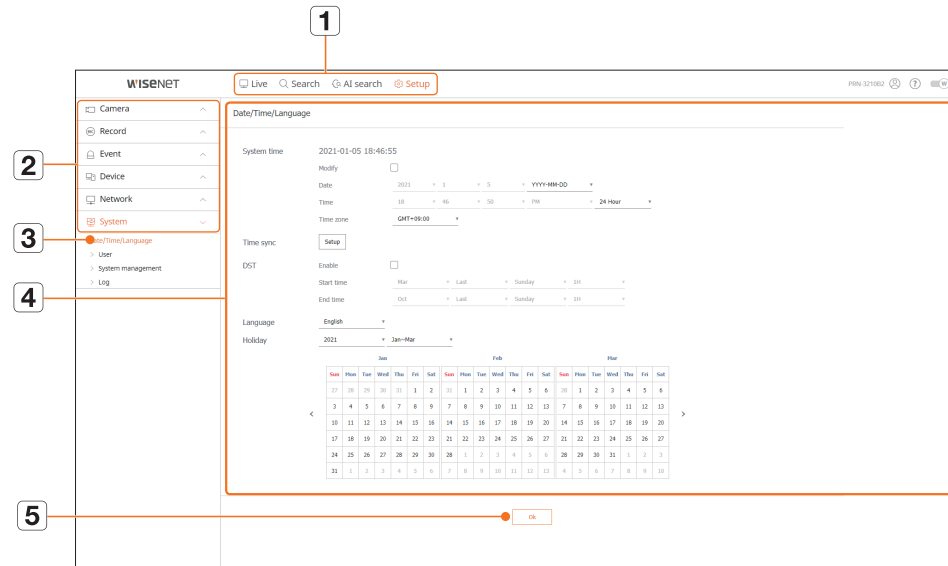 1
WISENET
Live Search AI search Setup
PRN-3210B2 ?
2
Camera
Record
Event
Device
Network
System
3
Date/Time/Language
User
System management
Log
4
Date/Time/Language
System time 2021-01-05 18:46:55
Modify
Date 2021 1 5 YYYY-MM-DD
Time 18 46 50 PM 24 Hour
Time zone GMT+09:00
Time sync Setup
DST Enable
Start time Mar Last Sunday 1H
End time Oct Last Sunday 1H
Language English
Holiday 2021 Jan~Mar
Jan Feb Mar
Sun Mon Tue Wed Thu Fri Sat Sun Mon Tue Wed Thu Fri Sat Sun Mon Tue Wed Thu Fri Sat
27 28 29 30 31 1 2 31 1 2 3 4 5 6 28 1 2 3 4 5 6
3 4 5 6 7 8 9 7 8 9 10 11 12 13 7 8 9 10 11 12 13
10 11 12 13 14 15 16 14 15 16 17 18 19 20 14 15 16 17 18 19 20
17 18 19 20 21 22 23 21 22 23 24 25 26 27 21 22 23 24 25 26 27
24 25 26 27 28 29 30 28 1 2 3 4 5 6 28 29 30 31 1 2 3
31 1 2 3 4 5 6 7 8 9 10 11 12 13 4 5 6 7 8 9 10
5
Ok